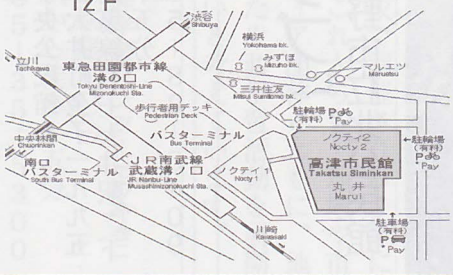 12F
渋谷
Shibuya
横浜
Yokohama bk.
みずほ
Mizuho bk.
マルエツ
Maruetsu
立川
Tachikawa
東急田園都市線
溝の口
Tokyu Denentoshi-Line
Mizonokuchi Sta.
三井住友
Mitsui Sumitomo bk.
歩行者用デッキ
Pedestrian Deck
駐輪場
(有料)
P
Pay
バスターミナル
Bus Terminal
中央林間
Chuorinkan
ノクティ2
Nocty 2
駐輪場
(有料)
P
Pay
高津市民館
Takatsu Siminkan
南口
バスターミナル
South Bus Terminal
JR南武線
武蔵溝ノ口
JR Nanbu-Line
Musashimizonokuchi Sta.
ノクティ1
Nocty 1
丸井
Marui
川崎
Kawasaki
駐車場
(有料)
P
Pay